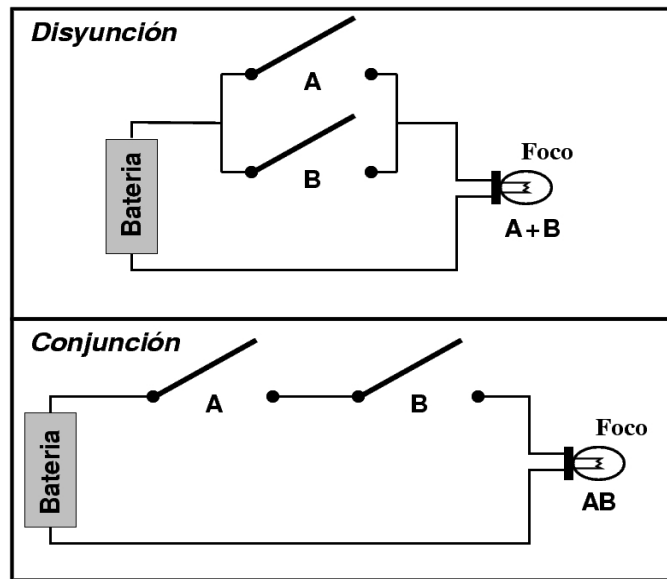 Disyunción
A
B
Bateria
Foco
A+B
Conjunción
A
B
Bateria
Foco
AB